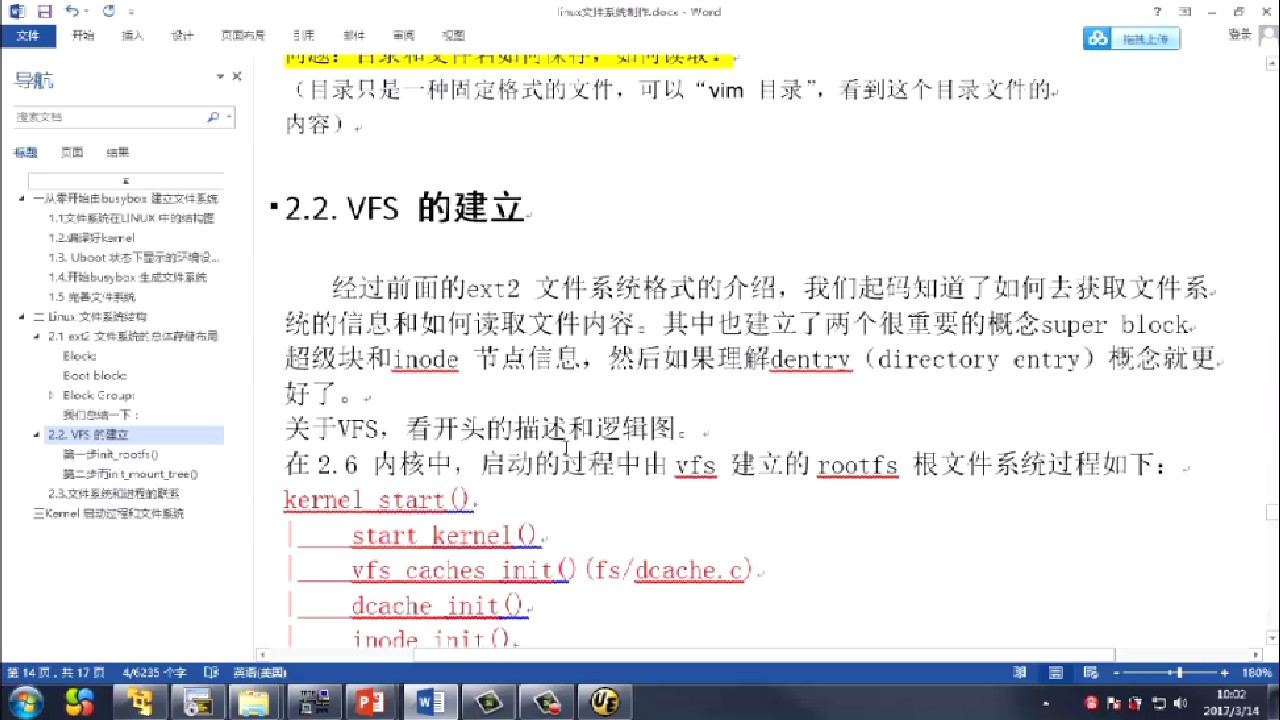 linux文件系统制作.docx - Word
文件 开始 插入 设计 页面布局 引用 邮件 审阅 视图
拖拽上传
登录
导航
搜索文档
标题 页面 结果
一从零开始由busybox 建立文件系统
1.1文件系统在LINUX 中的结构图
1.2.编译好kernel
1.3. Uboot 状态下显示的环境设...
1.4.开始busybox 生成文件系统
1.5 完善文件系统
二 Linux 文件系统结构
2.1 ext2 文件系统的总体存储布局
Block:
Boot block:
Block Group:
我们总结一下：
2.2. VFS 的建立
第一步init_rootfs()
第二步而init_mount_tree()
2.3.文件系统和进程的联系
三Kernel 启动过程和文件系统
问题：目录和文件名如何保存，如何读取？
（目录只是一种固定格式的文件，可以“vim 目录”，看到这个目录文件的
内容）
2.2. VFS 的建立
经过前面的ext2 文件系统格式的介绍，我们起码知道了如何去获取文件系
统的信息和如何读取文件内容。其中也建立了两个很重要的概念super block
超级块和inode 节点信息，然后如果理解dentry（directory entry）概念就更
好了。
关于VFS，看开头的描述和逻辑图。
在 2.6 内核中，启动的过程中由 vfs 建立的 rootfs 根文件系统过程如下：
kernel_start()
|____start_kernel()
|____vfs_caches_init()(fs/dcache.c)
|____dcache_init()
|____inode_init()
第 14 页，共 17 页 4/6235 个字 英语(美国) 180%
10:02
2017/3/14